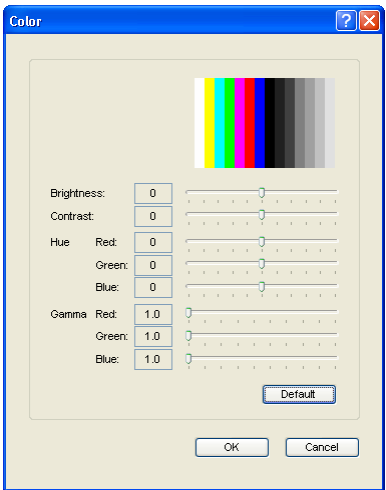 Color
Brightness: 0
Contrast: 0
Hue Red: 0
Green: 0
Blue: 0
Gamma Red: 1.0
Green: 1.0
Blue: 1.0
Default
OK Cancel